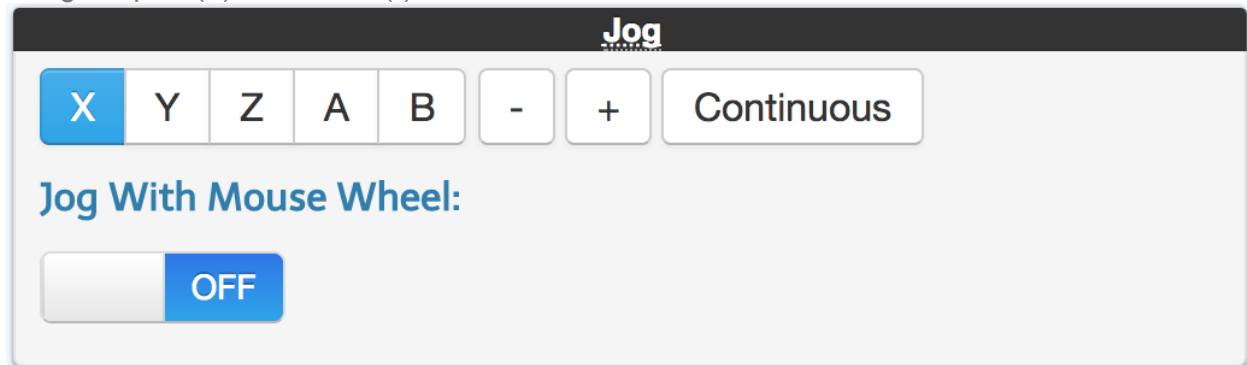 Jog
X Y Z A B - + Continuous
Jog With Mouse Wheel:
OFF